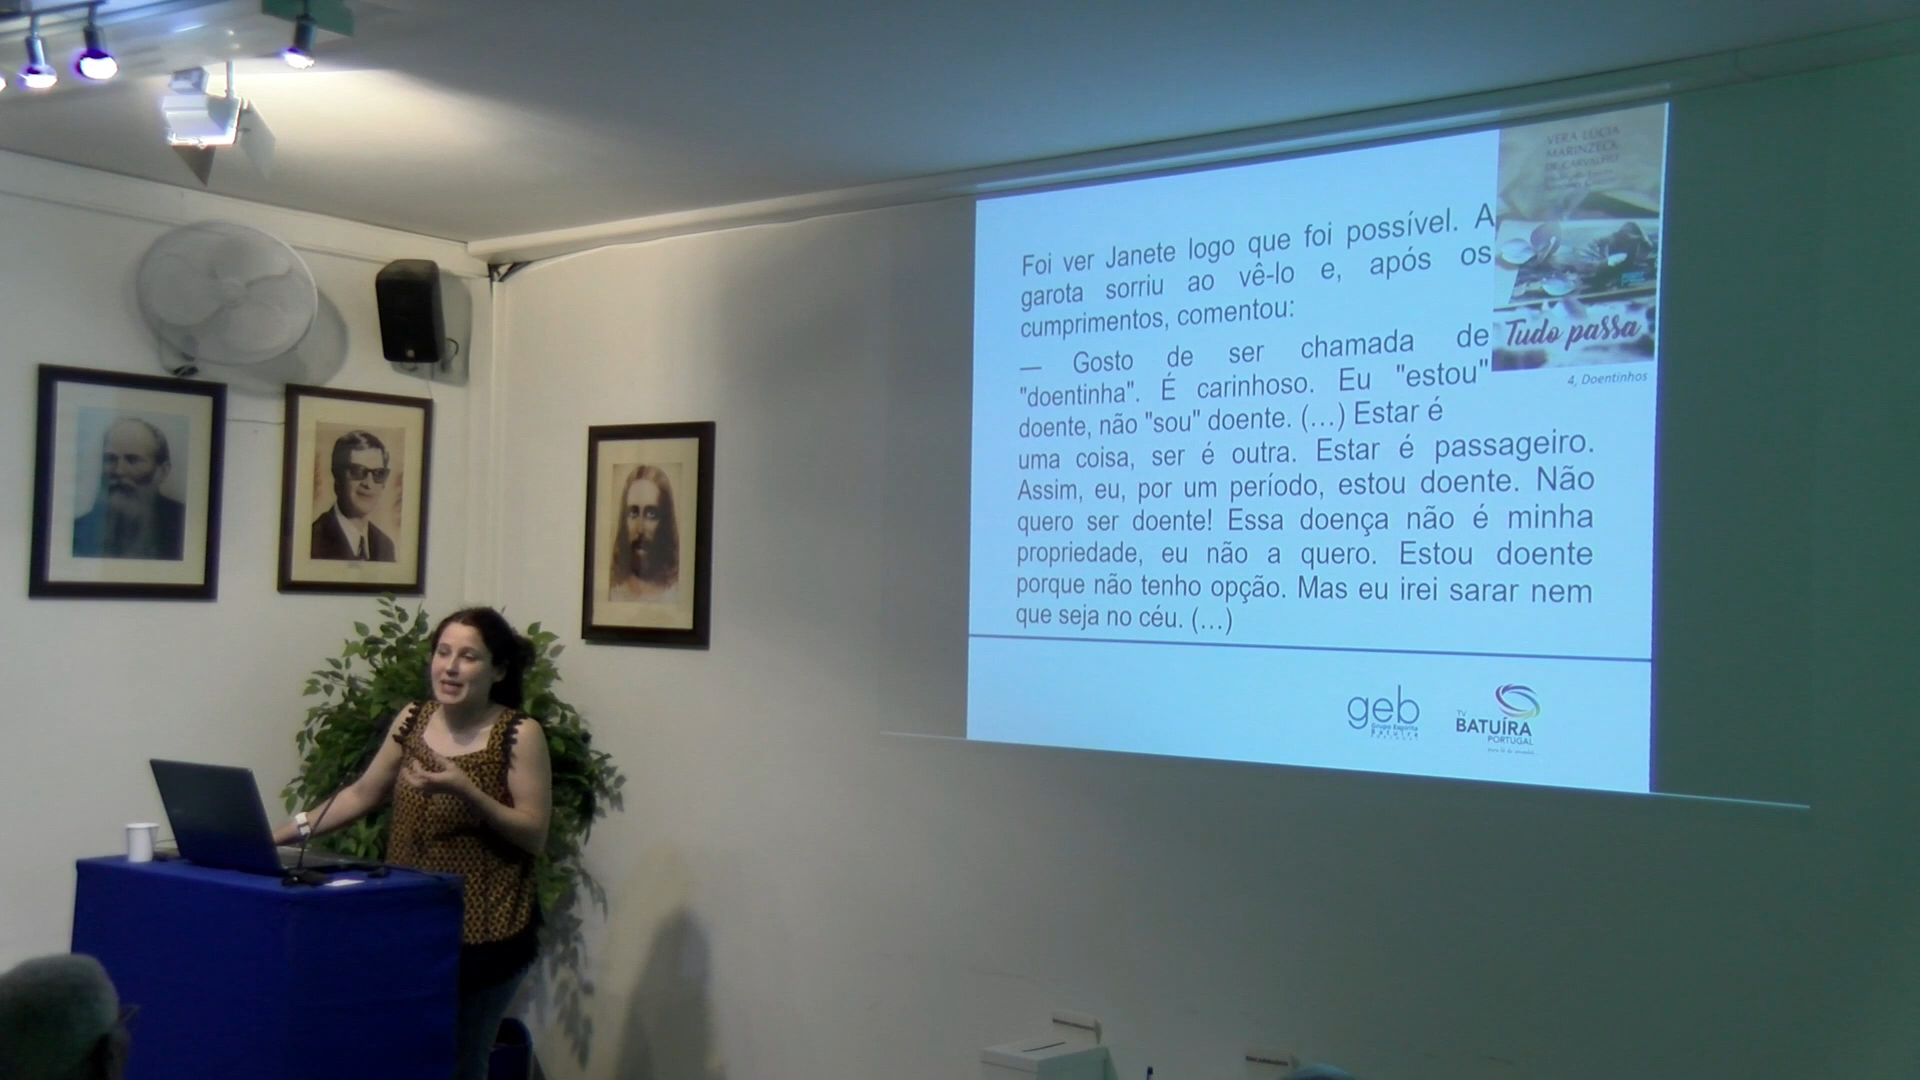 VERA LÚCIA
MARINZECK
DE CARVALHO
Foi ver Janete logo que foi possível. A
garota sorriu ao vê-lo e, após os
cumprimentos, comentou:
— Gosto de ser chamada de
"doentinha". É carinhoso. Eu "estou"
doente, não "sou" doente. (...) Estar é
uma coisa, ser é outra. Estar é passageiro.
Assim, eu, por um período, estou doente. Não
quero ser doente! Essa doença não é minha
propriedade, eu não a quero. Estou doente
porque não tenho opção. Mas eu irei sarar nem
que seja no céu. (...)
Tudo passa
4, Doentinhos
geb
Grupo Espírita
Batuíra
TV
BATUÍRA
PORTUGAL